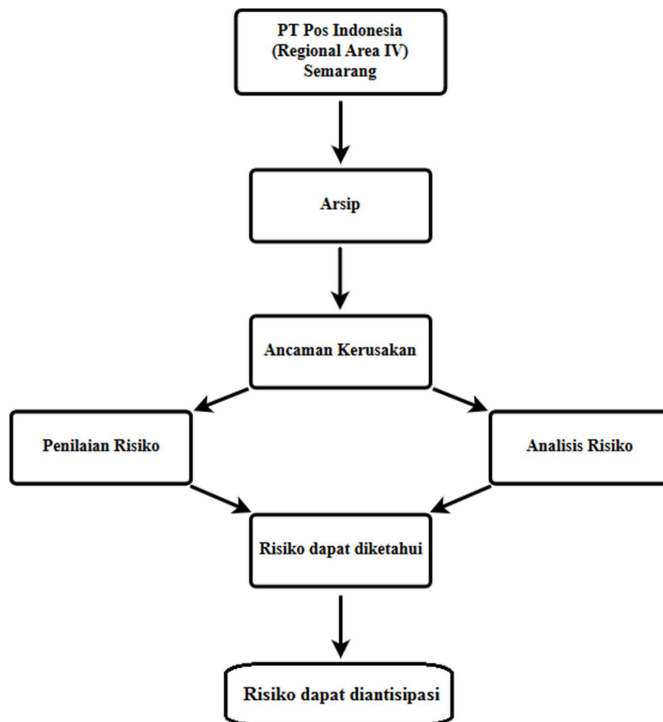 PT Pos Indonesia
(Regional Area IV)
Semarang
Arsip
Ancaman Kerusakan
Penilaian Risiko
Analisis Risiko
Risiko dapat diketahui
Risiko dapat diantisipasi